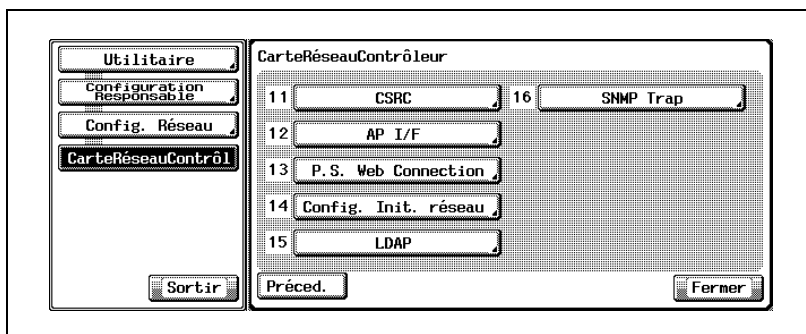 Utilitaire
Configuration
Responsable
Config. Réseau
CarteRéseauContrôl
Sortir
CarteRéseauContrôleur
11 CSRC
12 AP I/F
13 P.S. Web Connection
14 Config. Init. réseau
15 LDAP
16 SNMP Trap
Préced.
Fermer